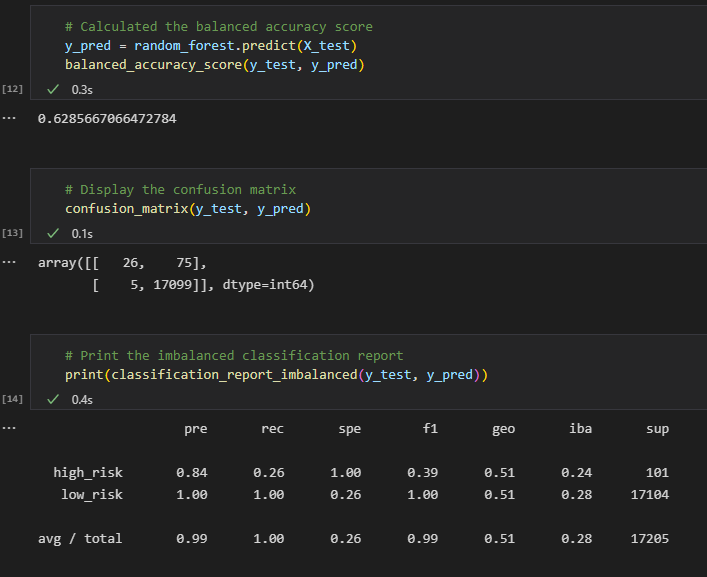 # Calculated the balanced accuracy score
y_pred = random_forest.predict(X_test)
balanced_accuracy_score(y_test, y_pred)
[12] ✓ 0.3s
... 0.6285667066472784
# Display the confusion matrix
confusion_matrix(y_test, y_pred)
[13] ✓ 0.1s
... array([[   26,    75],
       [    5, 17099]], dtype=int64)
# Print the imbalanced classification report
print(classification_report_imbalanced(y_test, y_pred))
[14] ✓ 0.4s
... pre rec spe f1 geo iba sup
high_risk 0.84 0.26 1.00 0.39 0.51 0.24 101
low_risk 1.00 1.00 0.26 1.00 0.51 0.28 17104
avg / total 0.99 1.00 0.26 0.99 0.51 0.28 17205